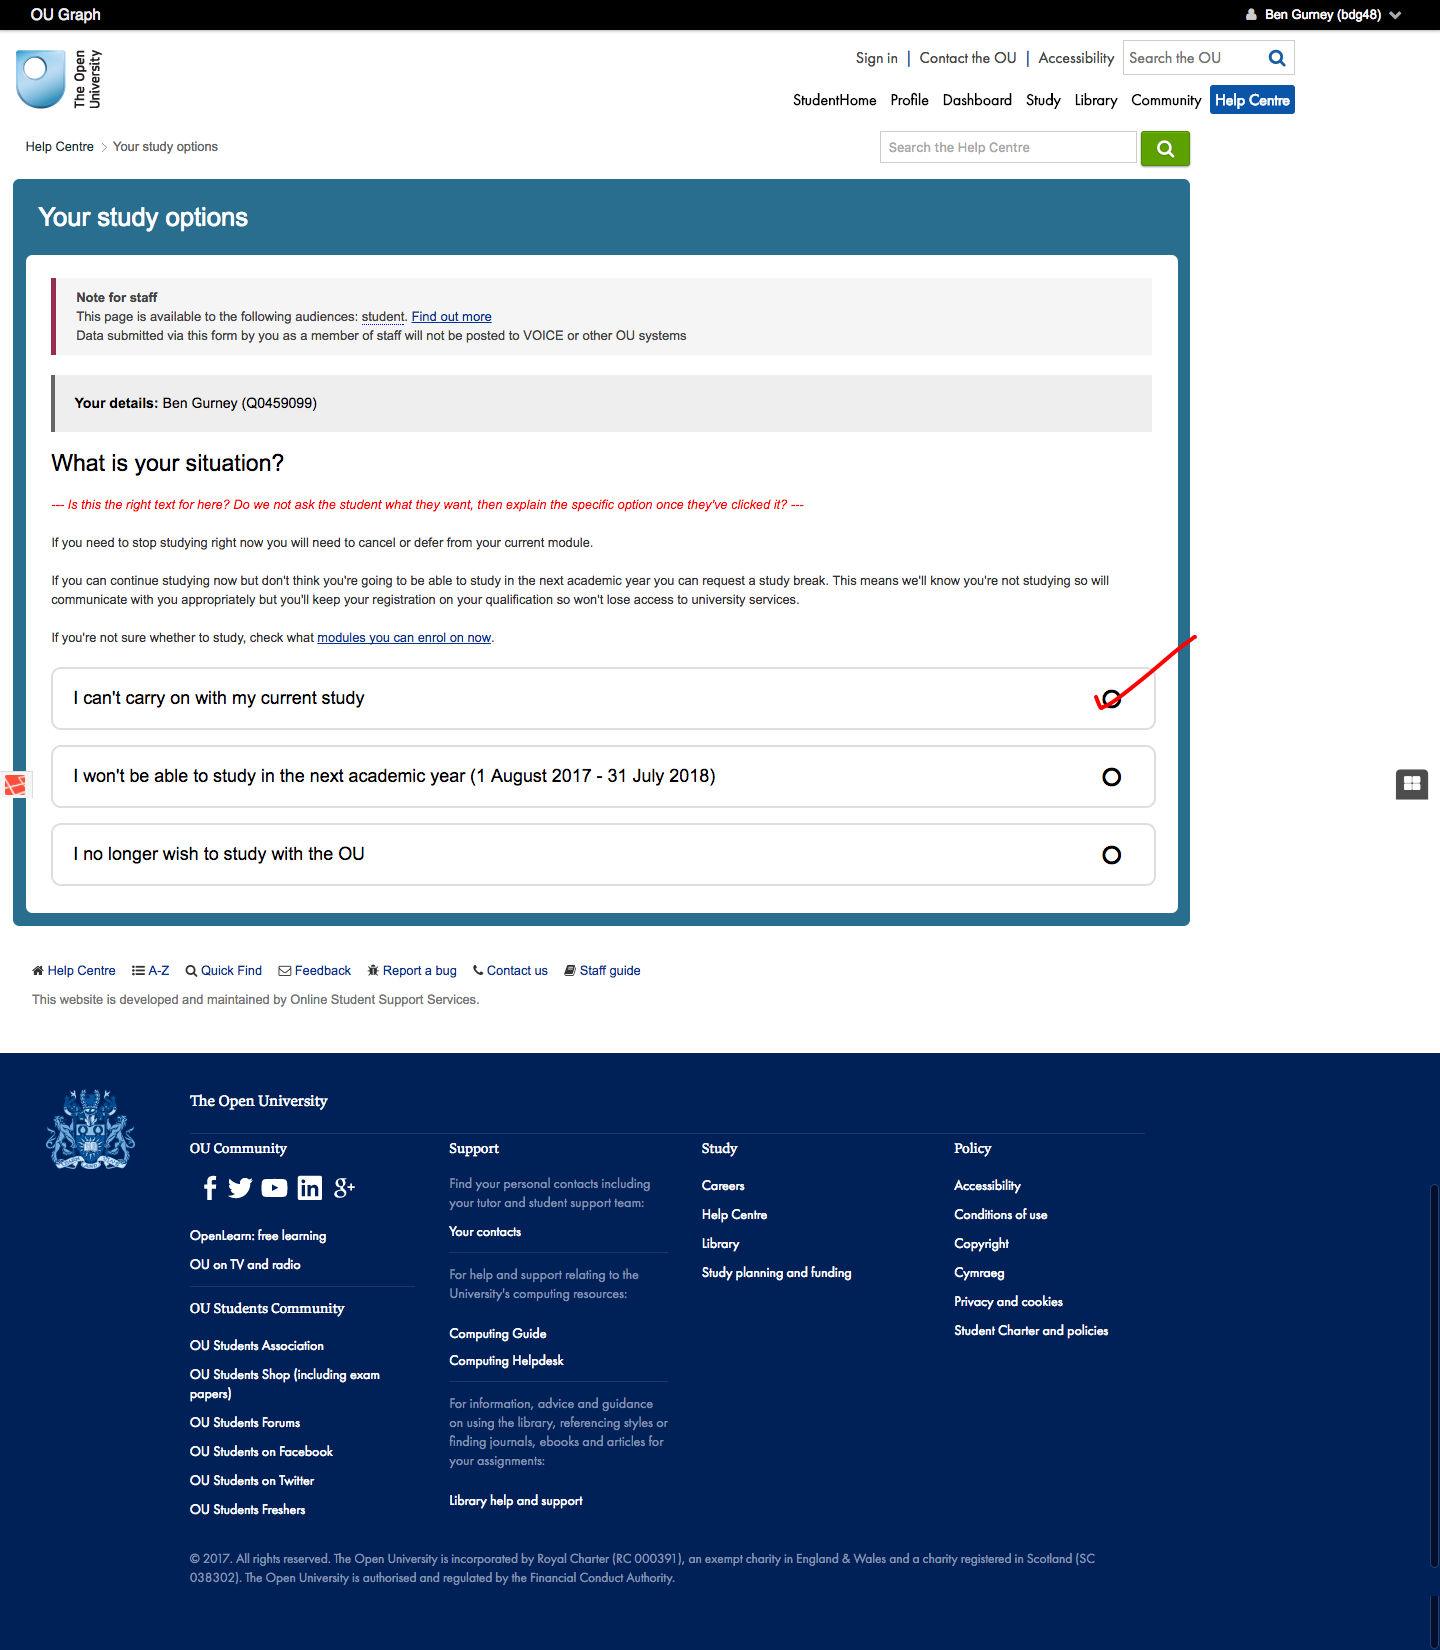 OU Graph
Ben Gurney (bdg48)
The Open
University
Sign in | Contact the OU | Accessibility
Search the OU
StudentHome Profile Dashboard Study Library Community Help Centre
Help Centre > Your study options
Search the Help Centre
Your study options
Note for staff
This page is available to the following audiences: student. Find out more
Data submitted via this form by you as a member of staff will not be posted to VOICE or other OU systems
Your details: Ben Gurney (Q0459099)
What is your situation?
--- Is this the right text for here? Do we not ask the student what they want, then explain the specific option once they've clicked it? ---
If you need to stop studying right now you will need to cancel or defer from your current module.
If you can continue studying now but don't think you're going to be able to study in the next academic year you can request a study break. This means we'll know you're not studying so will
communicate with you appropriately but you'll keep your registration on your qualification so won't lose access to university services.
If you're not sure whether to study, check what modules you can enrol on now.
I can't carry on with my current study
I won't be able to study in the next academic year (1 August 2017 - 31 July 2018)
I no longer wish to study with the OU
Help Centre A-Z Quick Find Feedback Report a bug Contact us Staff guide
This website is developed and maintained by Online Student Support Services.
The Open University
OU Community
OpenLearn: free learning
OU on TV and radio
OU Students Community
OU Students Association
OU Students Shop (including exam
papers)
OU Students Forums
OU Students on Facebook
OU Students on Twitter
OU Students Freshers
Support
Find your personal contacts including
your tutor and student support team:
Your contacts
For help and support relating to the
University's computing resources:
Computing Guide
Computing Helpdesk
For information, advice and guidance
on using the library, referencing styles or
finding journals, ebooks and articles for
your assignments:
Library help and support
Study
Careers
Help Centre
Library
Study planning and funding
Policy
Accessibility
Conditions of use
Copyright
Cymraeg
Privacy and cookies
Student Charter and policies
© 2017. All rights reserved. The Open University is incorporated by Royal Charter (RC 000391), an exempt charity in England & Wales and a charity registered in Scotland (SC
038302). The Open University is authorised and regulated by the Financial Conduct Authority.